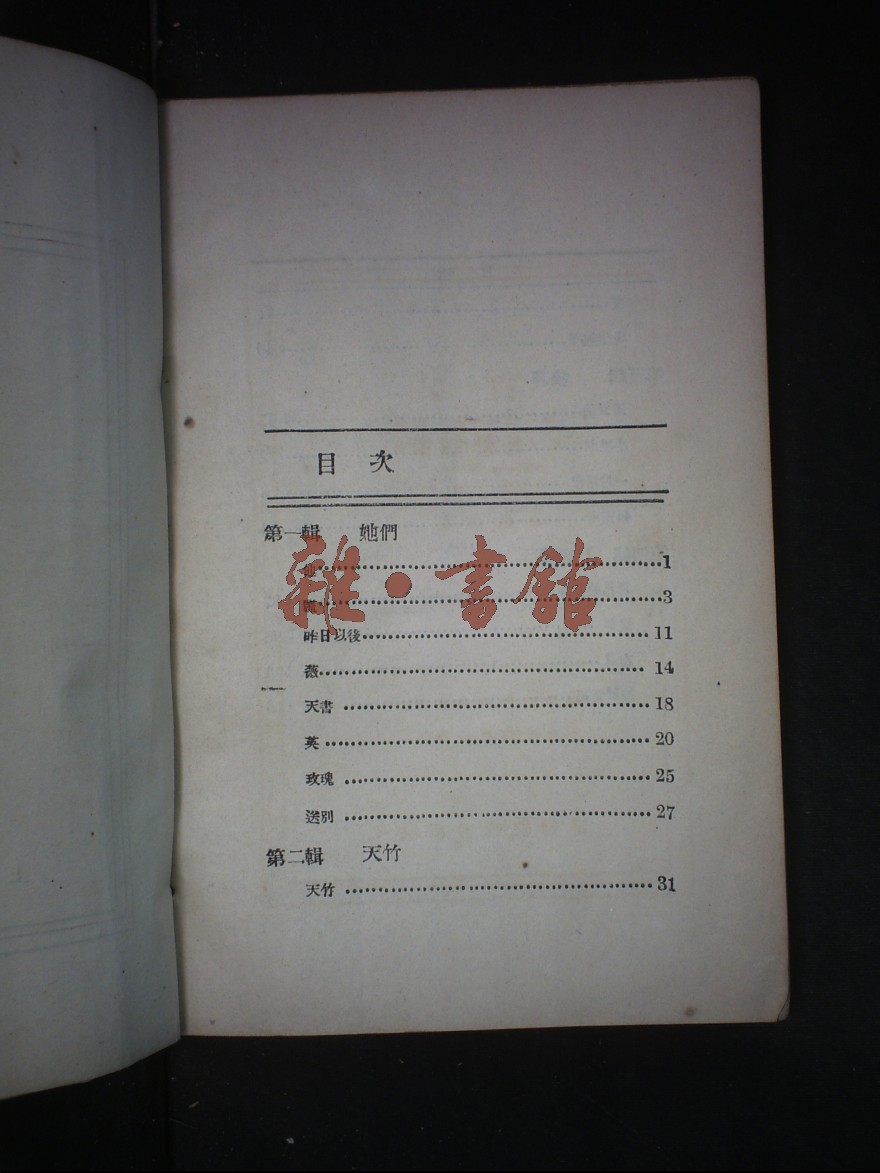 目次
第一輯 她們
……1
……3
昨日以後……11
薇……14
天書……18
英……20
玫瑰……25
送別……27
第二輯 天竹
天竹……31
雜·書館